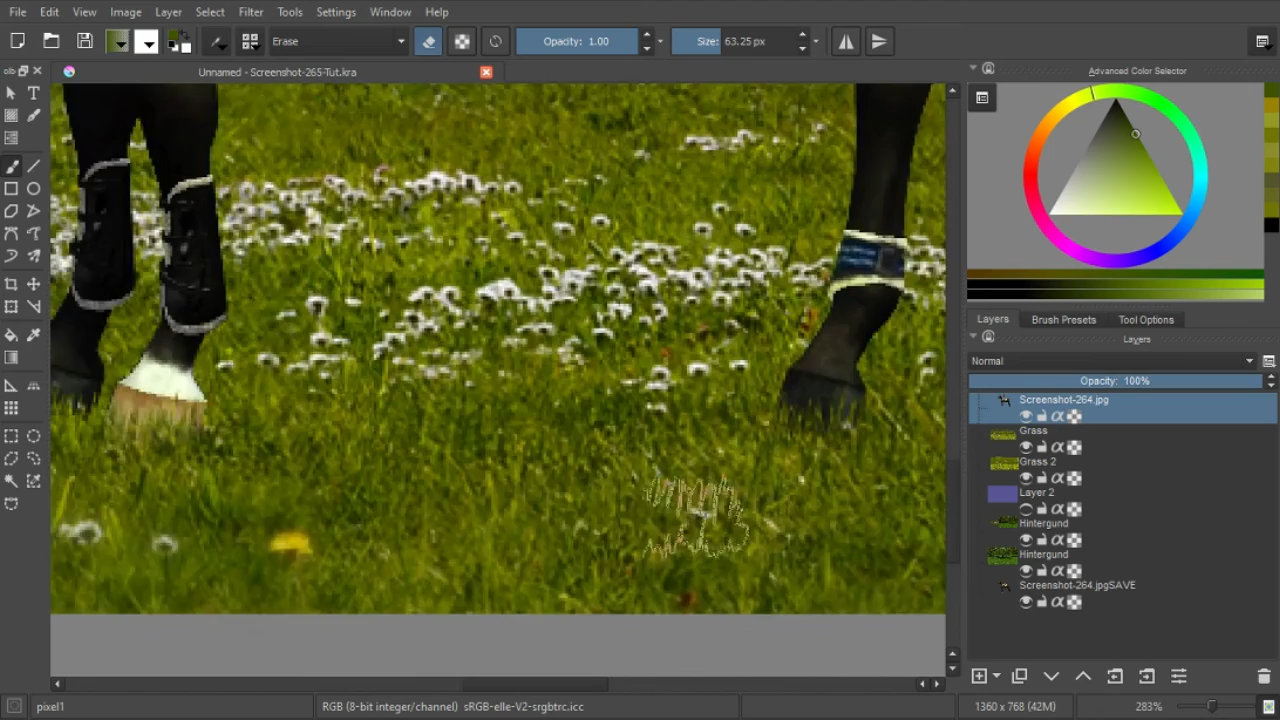 File Edit View Image Layer Select Filter Tools Settings Window Help
Erase Opacity: 1.00 Size: 63.25 px
Unnamed - Screenshot-265-Tut.kra
Advanced Color Selector
Layers Brush Presets Tool Options
Layers
Normal
Opacity: 100%
Screenshot-264.jpg
Grass
Grass 2
Layer 2
Hintergund
Hintergund
Screenshot-264.jpgSAVE
pixel1 RGB (8-bit integer/channel) sRGB-elle-V2-srgbtrc.icc 1360 x 768 (42M) 283%